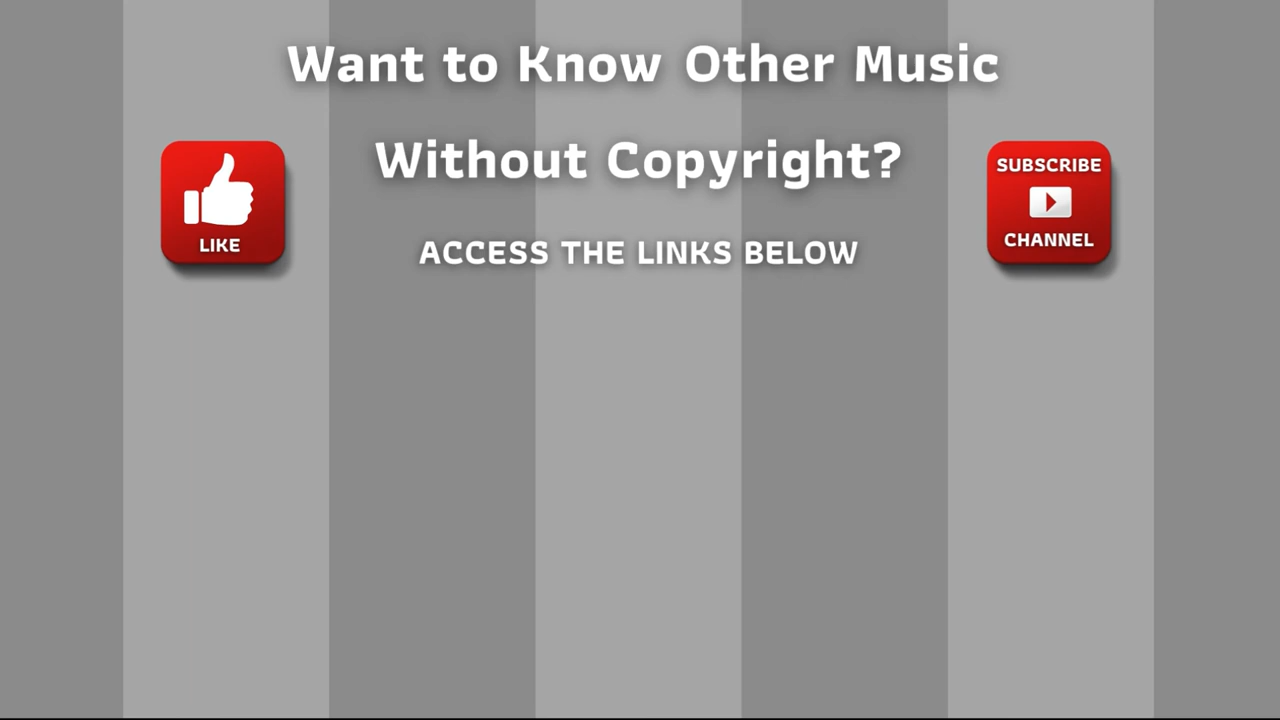 Want to Know Other Music
Without Copyright?
ACCESS THE LINKS BELOW
LIKE
SUBSCRIBE
CHANNEL